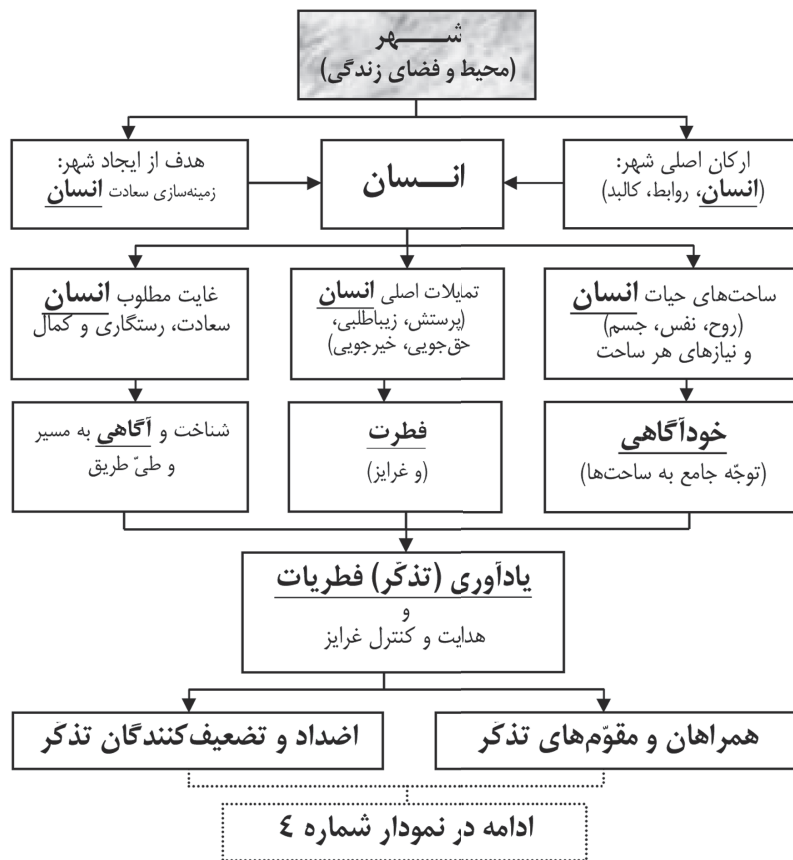 شـــــهر
(محیط و فضای زندگی)
ارکان اصلی شهر:
(انسان، روابط، کالبد)
انـــسان
هدف از ایجاد شهر:
زمینه‌سازی سعادت انسان
ساحت‌های حیات انسان
(روح، نفس، جسم)
و نیازهای هر ساحت
تمایلات اصلی انسان
(پرستش، زیباطلبی،
حق‌جویی، خیرجویی)
غایت مطلوب انسان
سعادت، رستگاری و کمال
خودآگاهی
(توجّه جامع به ساحت‌ها)
فطرت
(و غرایز)
شناخت و آگاهی به مسیر
و طیّ طریق
یادآوری (تذکّر) فطریات
و
هدایت و کنترل غرایز
همراهان و مقوّم‌های تذکّر
اضداد و تضعیف‌کنندگان تذکّر
ادامه در نمودار شماره ٤